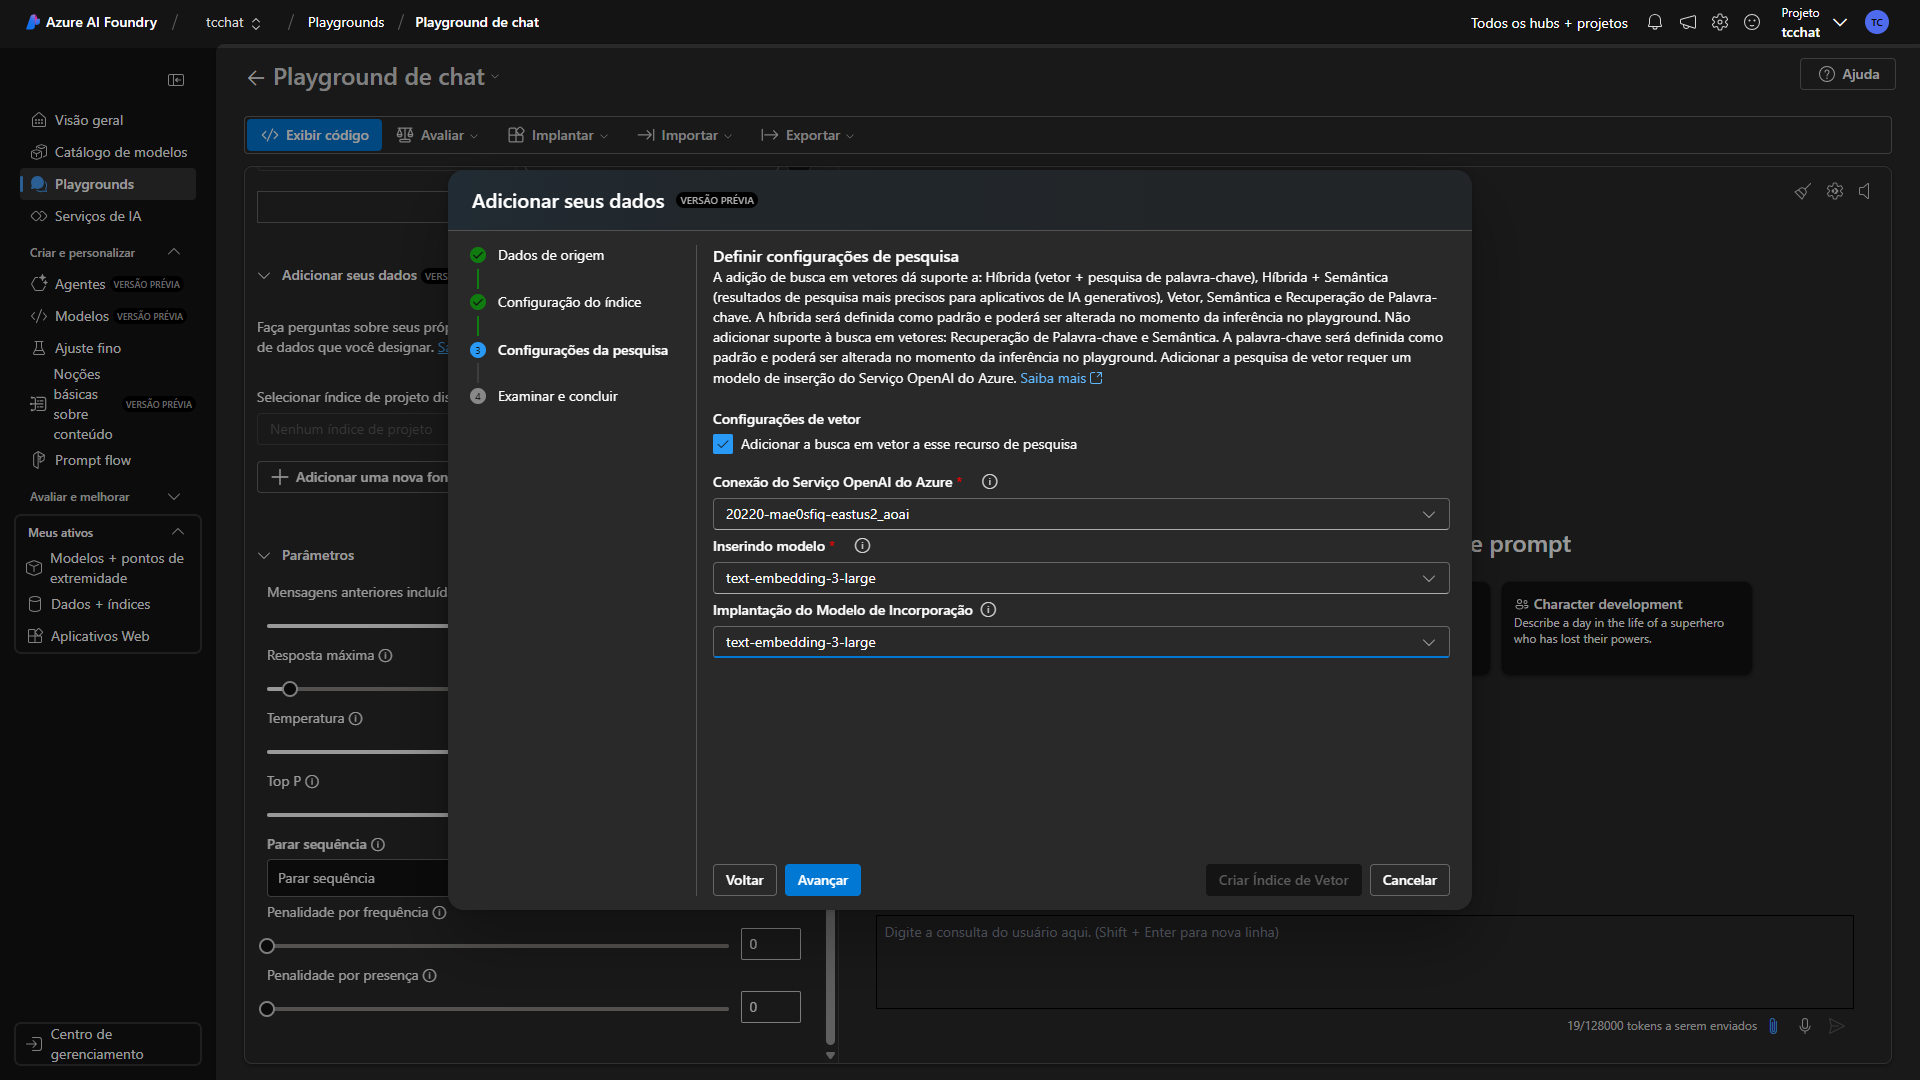 Azure AI Foundry / tcchat / Playgrounds / Playground de chat
Todos os hubs + projetos
Projeto
tcchat
TC
Visão geral
Catálogo de modelos
Playgrounds
Serviços de IA
Criar e personalizar
Agentes VERSÃO PRÉVIA
Modelos VERSÃO PRÉVIA
Ajuste fino
Noções
básicas
sobre
conteúdo
VERSÃO PRÉVIA
Prompt flow
Avaliar e melhorar
Meus ativos
Modelos + pontos de
extremidade
Dados + índices
Aplicativos Web
Centro de
gerenciamento
Playground de chat
Ajuda
Exibir código
Avaliar
Implantar
Importar
Exportar
Adicionar seus dados VERS
Faça perguntas sobre seus próp
de dados que você designar. Sa
Selecionar índice de projeto dis
Nenhum índice de projeto
Adicionar uma nova fon
Parâmetros
Mensagens anteriores incluíd
Resposta máxima
Temperatura
Top P
Parar sequência
Parar sequência
Penalidade por frequência
0
Penalidade por presença
0
Adicionar seus dados VERSÃO PRÉVIA
Dados de origem
Configuração do índice
3 Configurações da pesquisa
4 Examinar e concluir
Definir configurações de pesquisa
A adição de busca em vetores dá suporte a: Híbrida (vetor + pesquisa de palavra-chave), Híbrida + Semântica
(resultados de pesquisa mais precisos para aplicativos de IA generativos), Vetor, Semântica e Recuperação de Palavra-
chave. A híbrida será definida como padrão e poderá ser alterada no momento da inferência no playground. Não
adicionar suporte à busca em vetores: Recuperação de Palavra-chave e Semântica. A palavra-chave será definida como
padrão e poderá ser alterada no momento da inferência no playground. Adicionar a pesquisa de vetor requer um
modelo de inserção do Serviço OpenAI do Azure. Saiba mais
Configurações de vetor
Adicionar a busca em vetor a esse recurso de pesquisa
Conexão do Serviço OpenAI do Azure *
20220-mae0sfiq-eastus2_aoai
Inserindo modelo *
text-embedding-3-large
Implantação do Modelo de Incorporação
text-embedding-3-large
Voltar
Avançar
Criar Índice de Vetor
Cancelar
e prompt
Character development
Describe a day in the life of a superhero
who has lost their powers.
Digite a consulta do usuário aqui. (Shift + Enter para nova linha)
19/128000 tokens a serem enviados